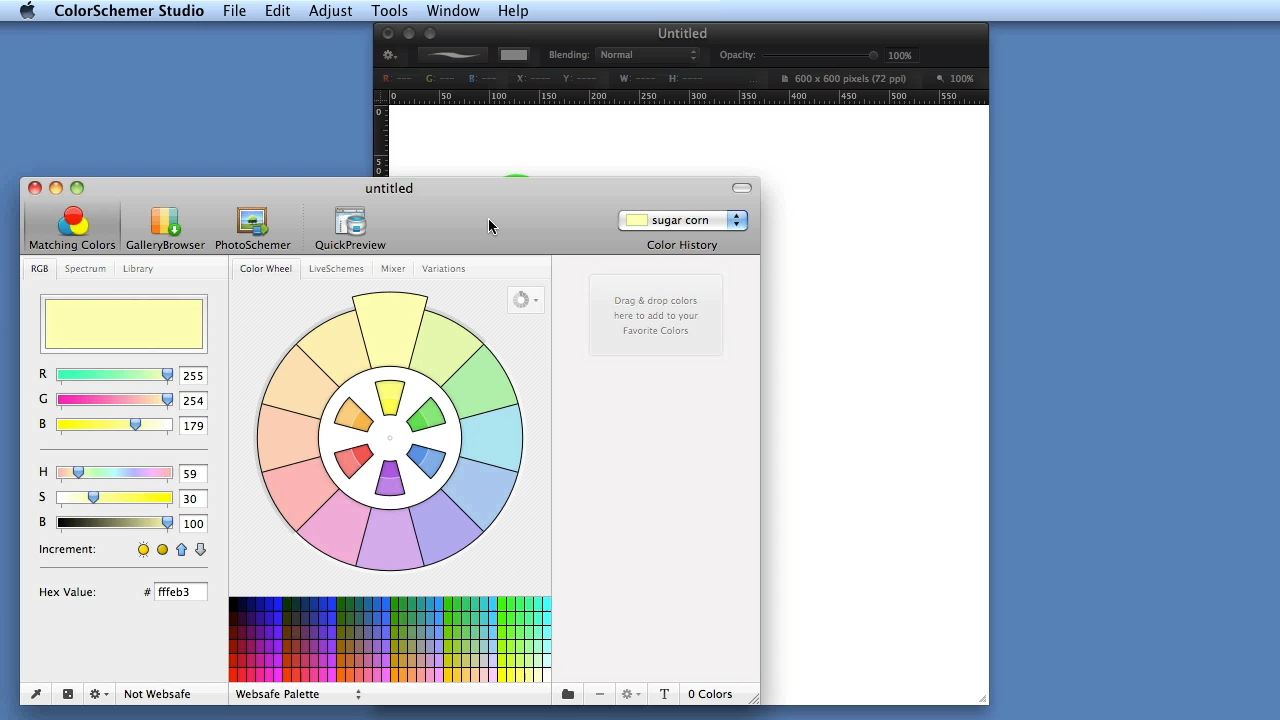 ColorSchemer Studio File Edit Adjust Tools Window Help
Untitled
Blending: Normal Opacity: 100%
R: --- G: --- B: --- X: ---- Y: ---- W: ---- H: ---- ... 600 x 600 pixels (72 ppi) 100%
0 50 100 150 200 250 300 350 400 450 500 550
0
5
0
untitled
sugar corn
Matching Colors GalleryBrowser PhotoSchemer QuickPreview Color History
RGB Spectrum Library Color Wheel LiveSchemes Mixer Variations
Drag & drop colors
here to add to your
Favorite Colors
R 255
G 254
B 179
H 59
S 30
B 100
Increment:
Hex Value: # fffeb3
Not Websafe Websafe Palette T 0 Colors